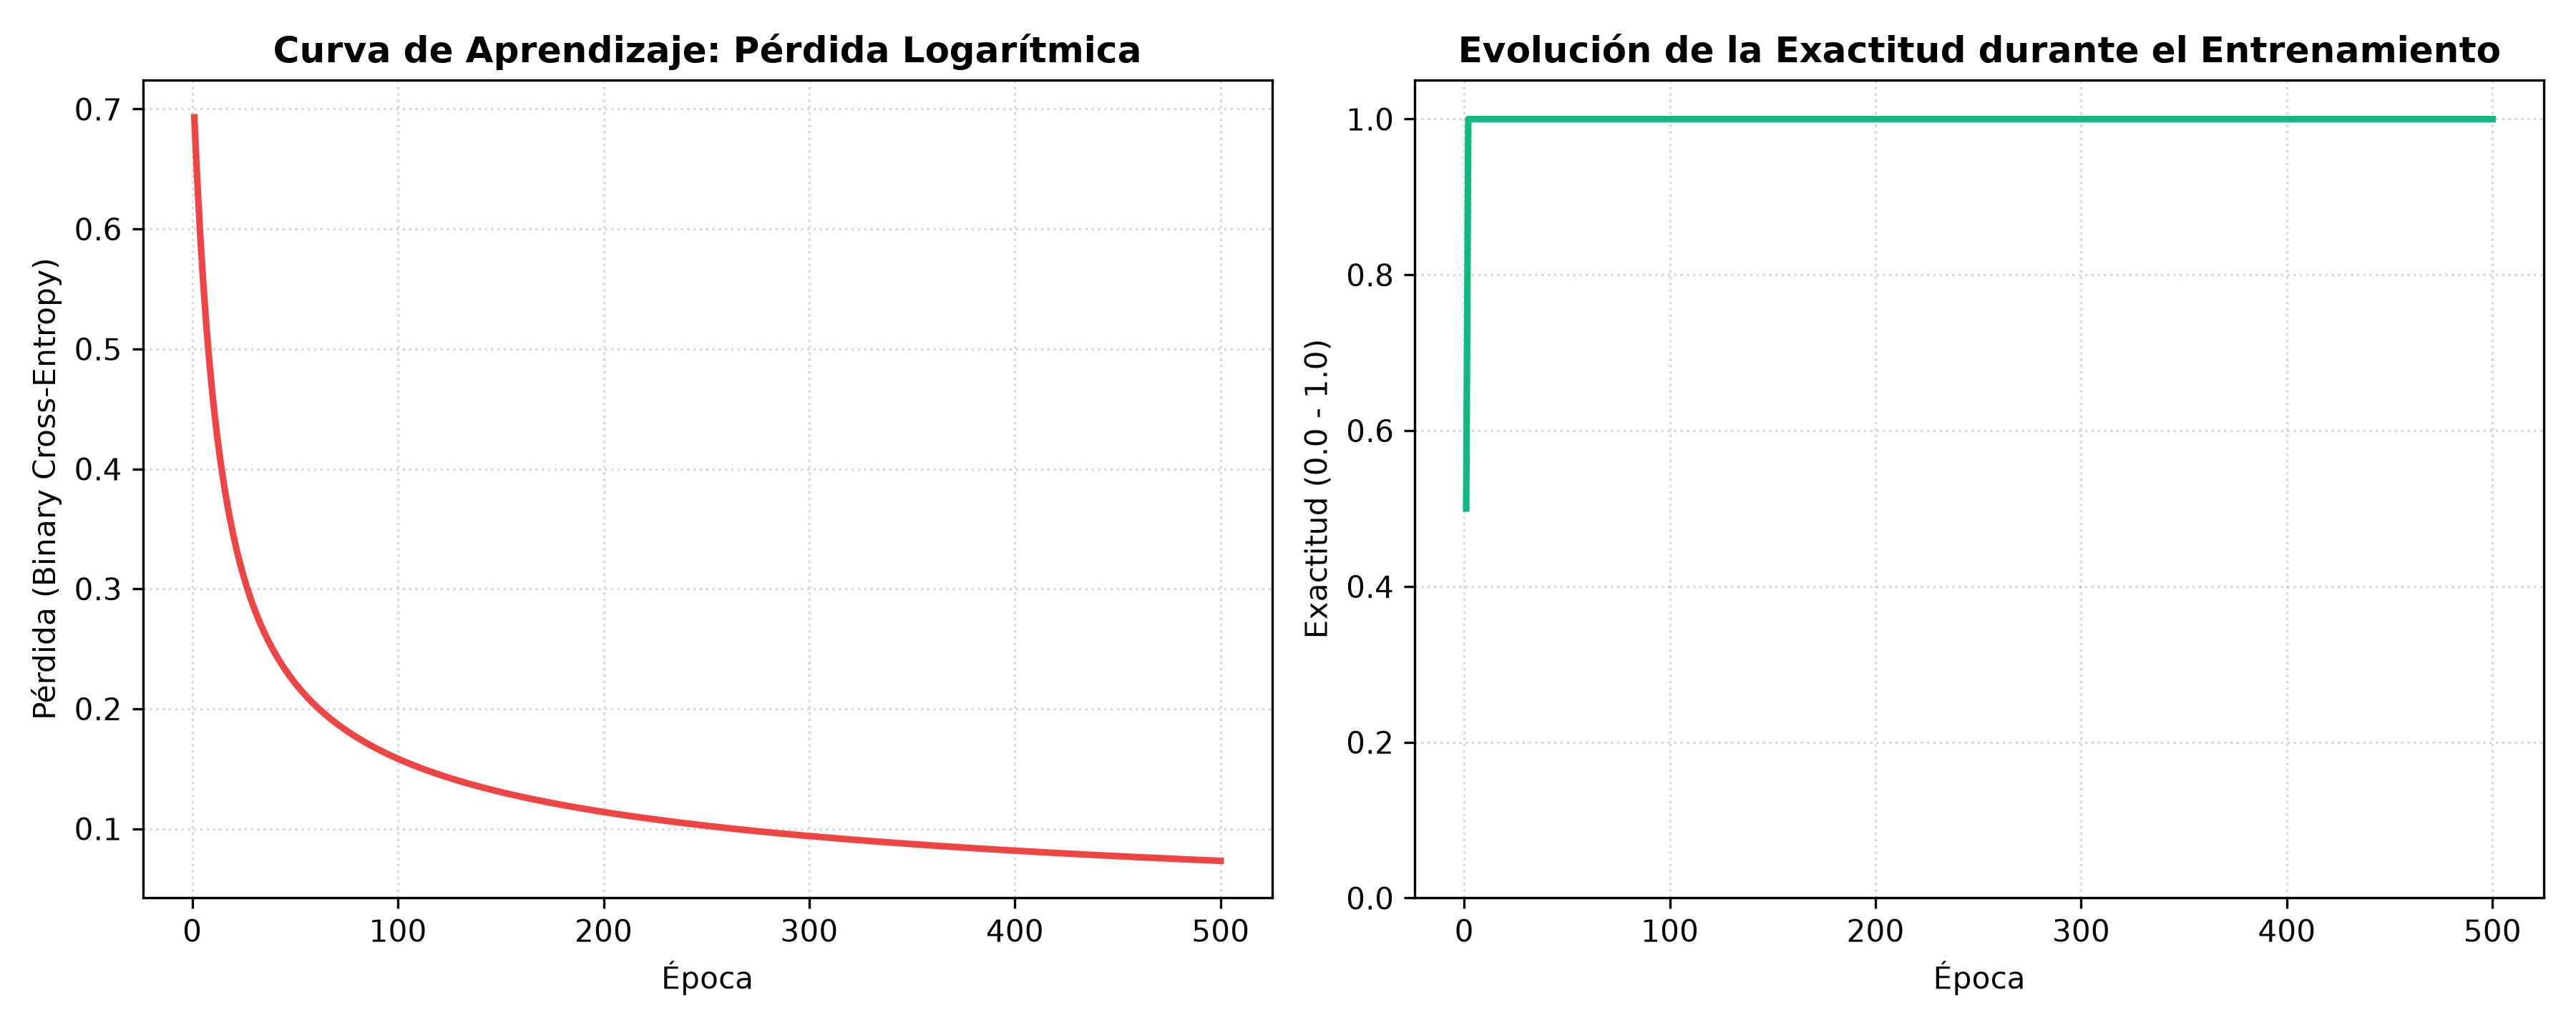 Curva de Aprendizaje: Pérdida Logarítmica
Pérdida (Binary Cross-Entropy)
0.7
0.6
0.5
0.4
0.3
0.2
0.1
0 100 200 300 400 500
Época
Evolución de la Exactitud durante el Entrenamiento
Exactitud (0.0 - 1.0)
1.0
0.8
0.6
0.4
0.2
0.0
0 100 200 300 400 500
Época